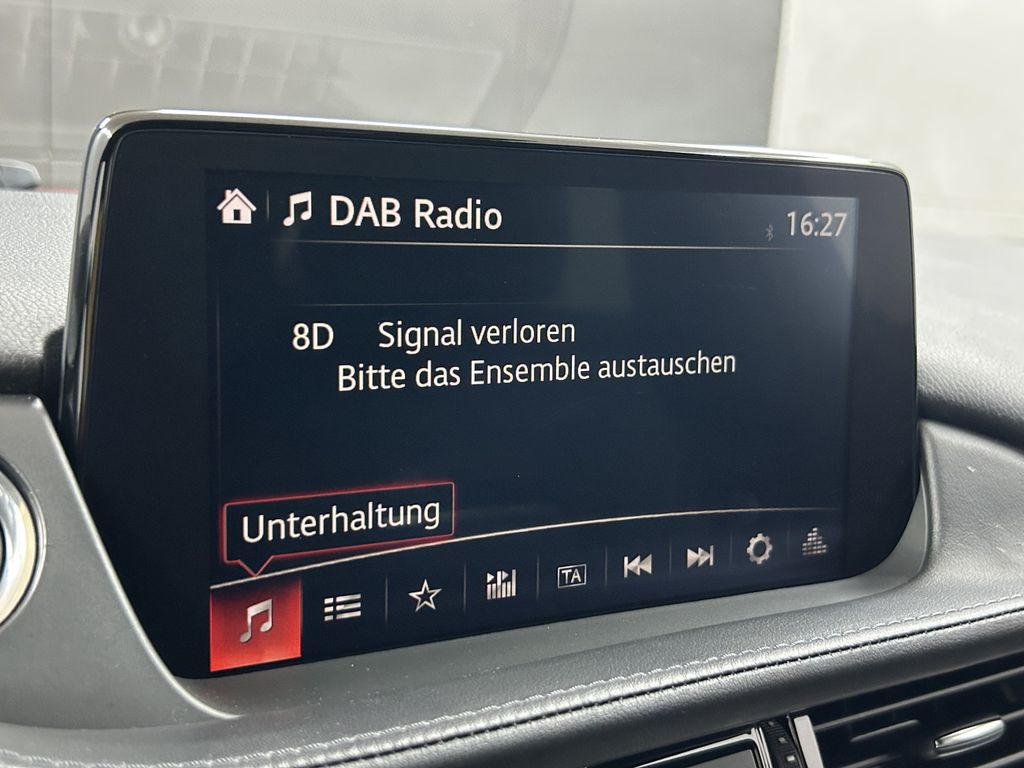 DAB Radio
16:27
8D Signal verloren
Bitte das Ensemble austauschen
Unterhaltung
TA